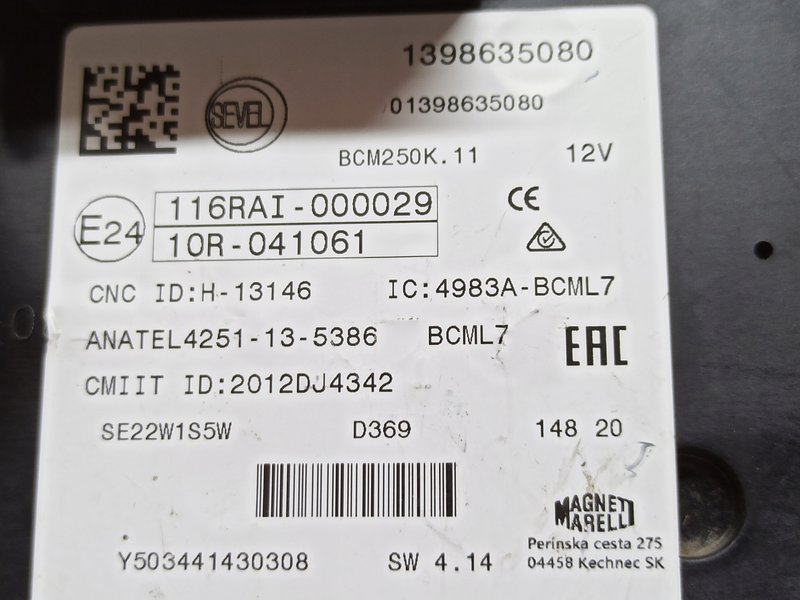 1398635080
SEVEL
01398635080
BCM250K.11 12V
E24
116RAI-000029
CE
10R-041061
CNC ID:H-13146 IC:4983A-BCML7
ANATEL4251-13-5386 BCML7
EAC
CMIIT ID:2012DJ4342
SE22W1S5W D369 148 20
MAGNETI
MARELLI
Perínska cesta 275
Y503441430308 SW 4.14 04458 Kechnec SK